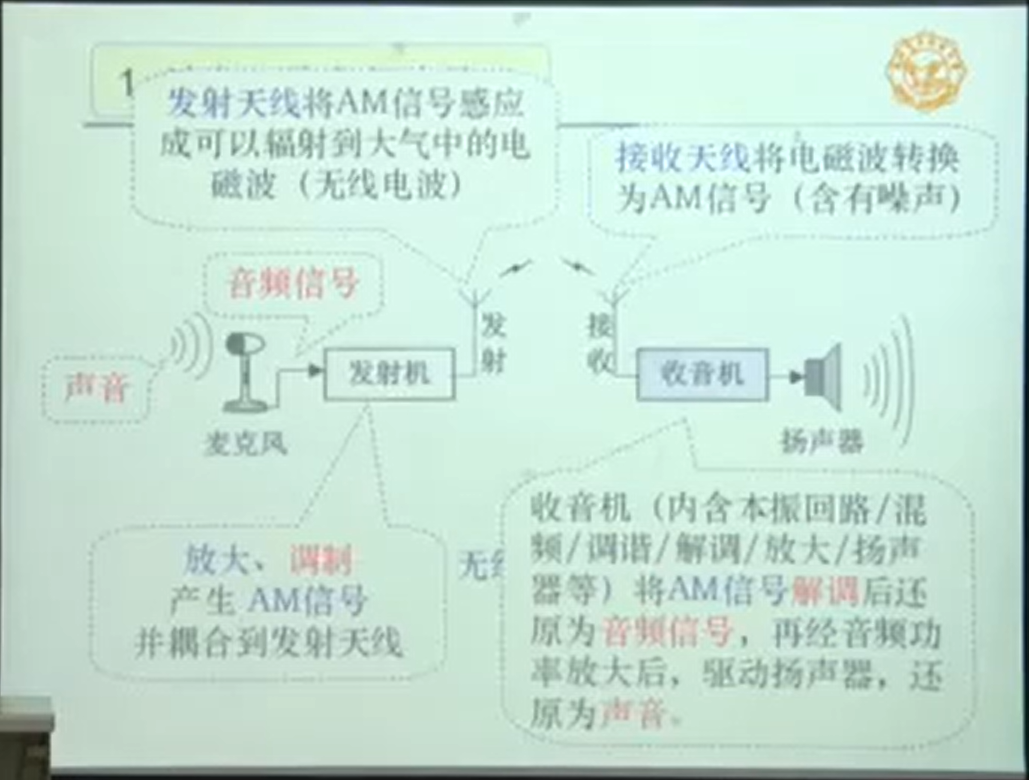 1
发射天线将AM信号感应
成可以辐射到大气中的电
磁波（无线电波）
接收天线将电磁波转换
为AM信号（含有噪声）
音频信号
声音
麦克风
发射机
发
射
接
收
收音机
扬声器
放大、调制
产生 AM信号
并耦合到发射天线
无
收音机（内含本振回路/混
频/调谐/解调/放大/扬声
器等）将AM信号解调后还
原为音频信号，再经音频功
率放大后，驱动扬声器，还
原为声音。